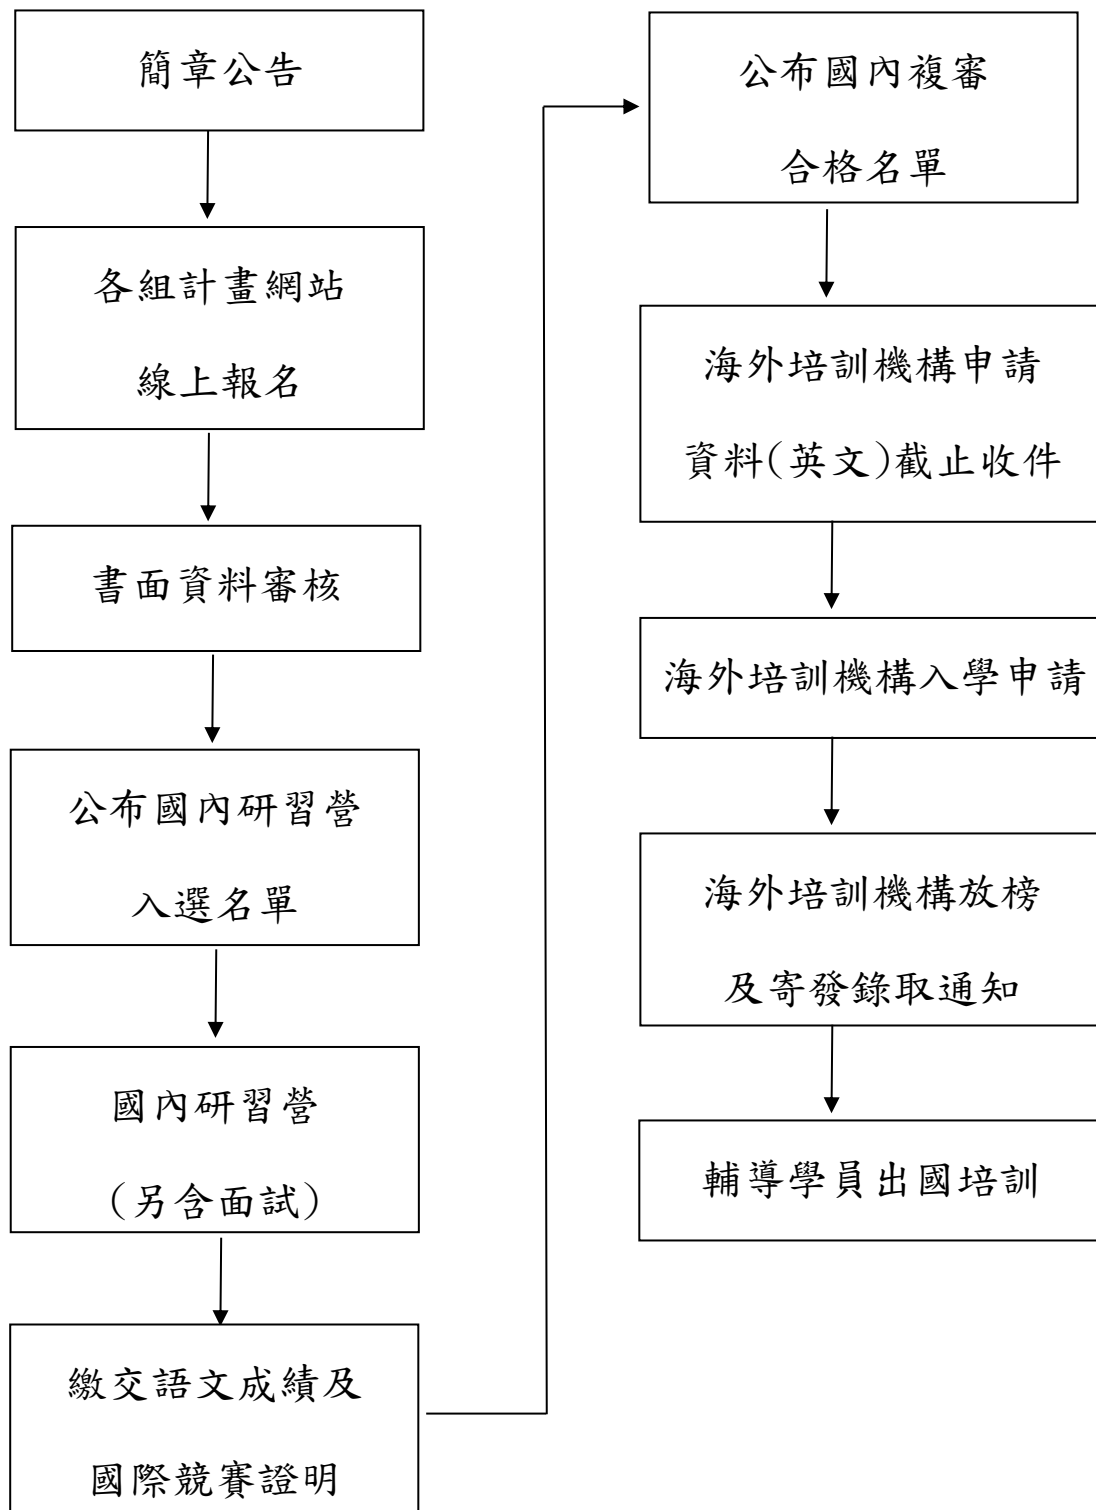 簡章公告
各組計畫網站
線上報名
書面資料審核
公布國內研習營
入選名單
國內研習營
(另含面試)
繳交語文成績及
國際競賽證明
公布國內複審
合格名單
海外培訓機構申請
資料(英文)截止收件
海外培訓機構入學申請
海外培訓機構放榜
及寄發錄取通知
輔導學員出國培訓